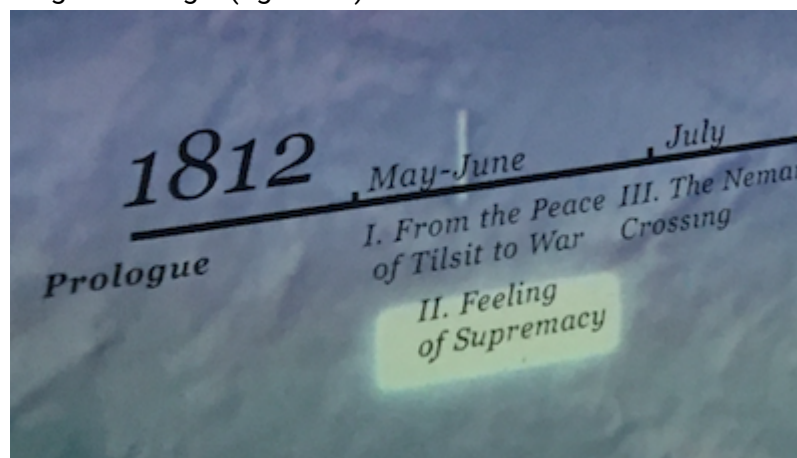 1812
May-June
July
I. From the Peace
of Tilsit to War
III. The
Crossing
Prologue
II. Feeling
of Supremacy